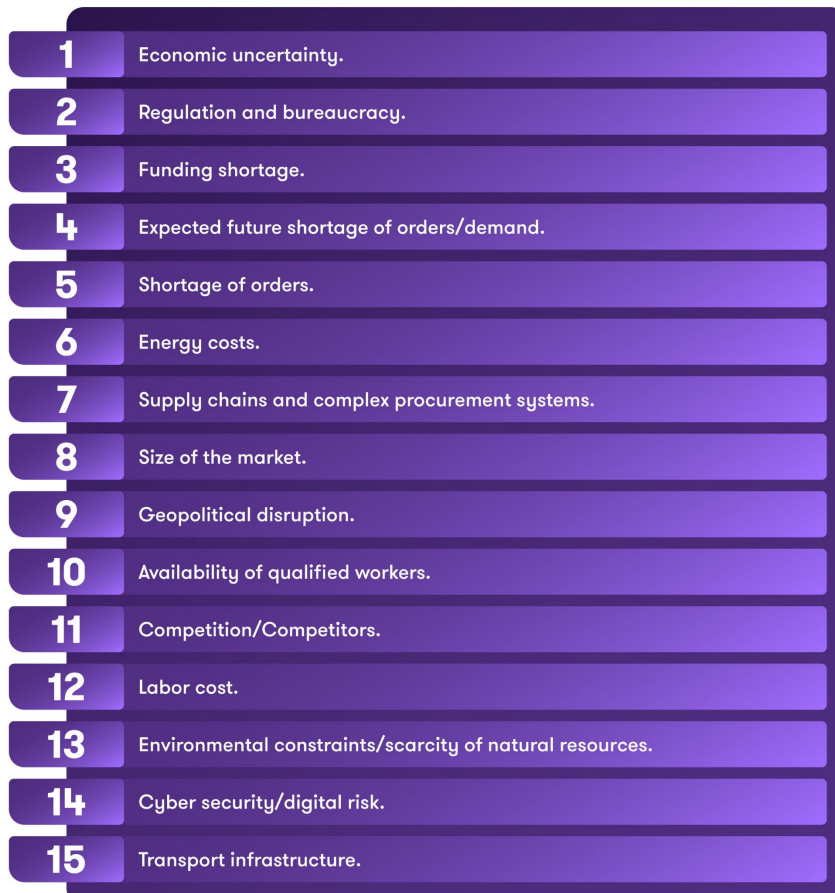 1 Economic uncertainty.
2 Regulation and bureaucracy.
3 Funding shortage.
4 Expected future shortage of orders/demand.
5 Shortage of orders.
6 Energy costs.
7 Supply chains and complex procurement systems.
8 Size of the market.
9 Geopolitical disruption.
10 Availability of qualified workers.
11 Competition/Competitors.
12 Labor cost.
13 Environmental constraints/scarcity of natural resources.
14 Cyber security/digital risk.
15 Transport infrastructure.